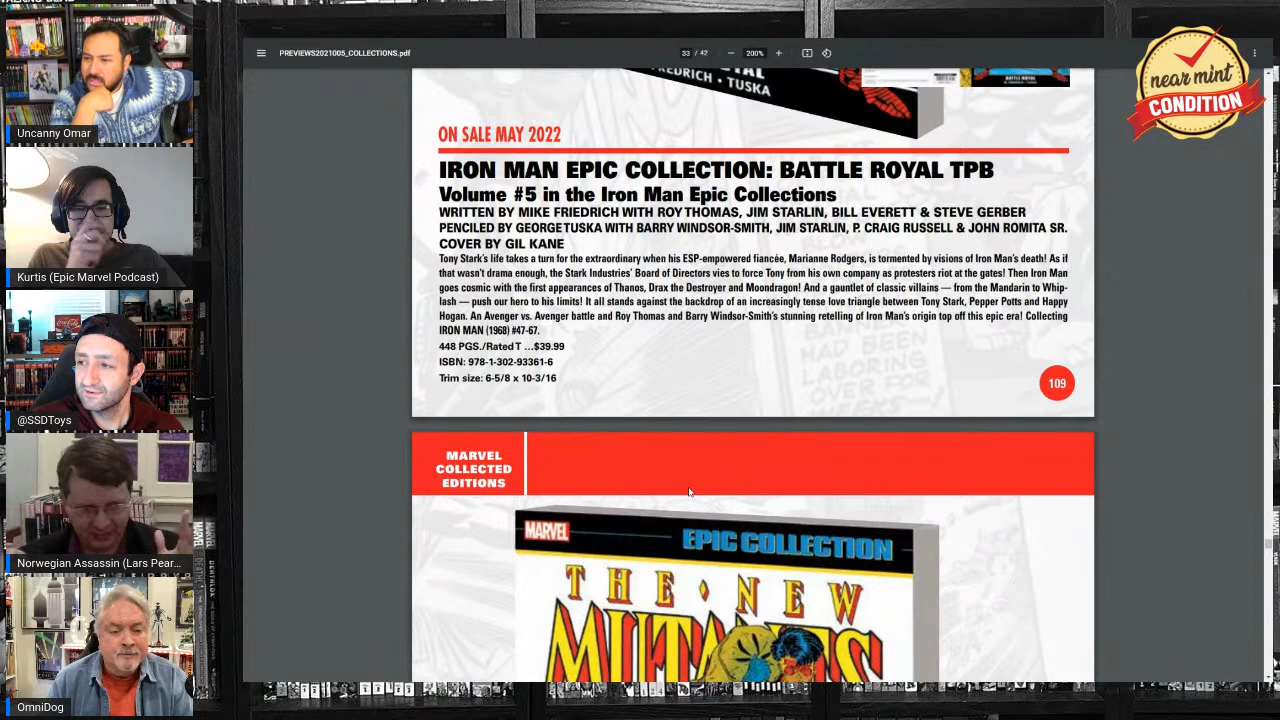 Uncanny Omar
Kurtis (Epic Marvel Podcast)
@SSDToys
Norwegian Assassin (Lars Pear...
OmniDog
PREVIEWS2021005_COLLECTIONS.pdf
33 / 42
200%
near mint
CONDITION
FREDRICH • TUSKA
ON SALE MAY 2022
IRON MAN EPIC COLLECTION: BATTLE ROYAL TPB
Volume #5 in the Iron Man Epic Collections
WRITTEN BY MIKE FRIEDRICH WITH ROY THOMAS, JIM STARLIN, BILL EVERETT & STEVE GERBER
PENCILED BY GEORGE TUSKA WITH BARRY WINDSOR-SMITH, JIM STARLIN, P. CRAIG RUSSELL & JOHN ROMITA SR.
COVER BY GIL KANE
Tony Stark's life takes a turn for the extraordinary when his ESP-empowered fiancée, Marianne Rodgers, is tormented by visions of Iron Man's death! As if
that wasn't drama enough, the Stark Industries' Board of Directors vies to force Tony from his own company as protesters riot at the gates! Then Iron Man
goes cosmic with the first appearances of Thanos, Drax the Destroyer and Moondragon! And a gauntlet of classic villains — from the Mandarin to Whip-
lash — push our hero to his limits! It all stands against the backdrop of an increasingly tense love triangle between Tony Stark, Pepper Potts and Happy
Hogan. An Avenger vs. Avenger battle and Roy Thomas and Barry Windsor-Smith's stunning retelling of Iron Man's origin top off this epic era! Collecting
IRON MAN (1968) #47-67.
448 PGS./Rated T ...$39.99
ISBN: 978-1-302-93361-6
Trim size: 6-5/8 x 10-3/16
109
MARVEL
COLLECTED
EDITIONS
MARVEL
EPIC COLLECTION
THE • NEW
MUTANTS